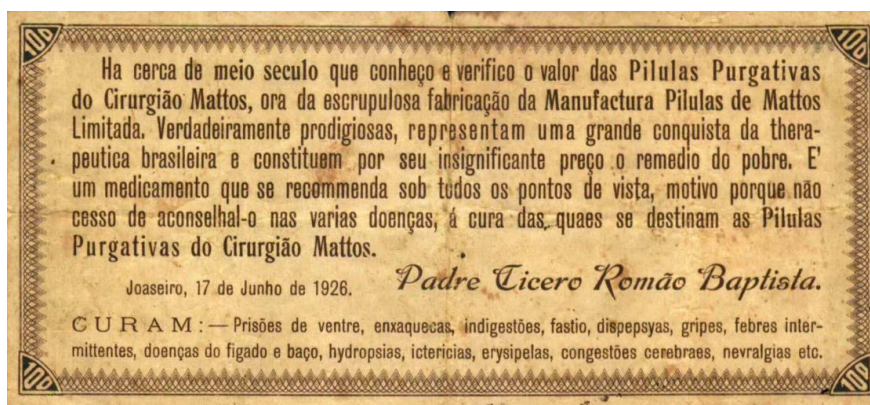 100 100
Ha cerca de meio seculo que conheço e verifico o valor das Pilulas Purgativas
do Cirurgião Mattos, ora da escrupulosa fabricação da Manufactura Pilulas de Mattos
Limitada. Verdadeiramente prodigiosas, representam uma grande conquista da thera-
peutica brasileira e constituem por seu insignificante preço o remedio do pobre. E'
um medicamento que se recommenda sob todos os pontos de vista, motivo porque não
cesso de aconselhal-o nas varias doenças, á cura das quaes se destinam as Pilulas
Purgativas do Cirurgião Mattos.
Joaseiro, 17 de Junho de 1926. Padre Cicero Romão Baptista.
CURAM:—Prisões de ventre, enxaquecas, indigestões, fastio, dispepsyas, gripes, febres inter-
mittentes, doenças do figado e baço, hydropsias, ictericias, erysipelas, congestões cerebraes, nevralgias etc.
100 100